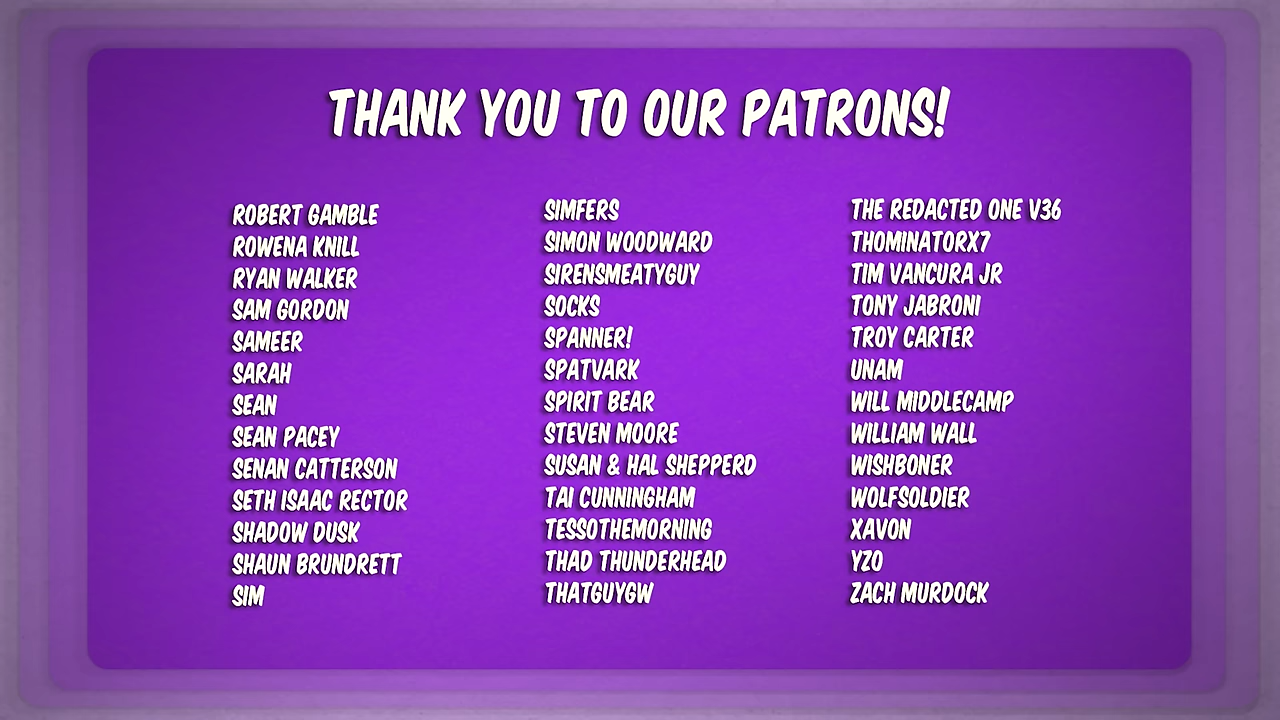 THANK YOU TO OUR PATRONS!
ROBERT GAMBLE
ROWENA KNILL
RYAN WALKER
SAM GORDON
SAMEER
SARAH
SEAN
SEAN PACEY
SENAN CATTERSON
SETH ISAAC RECTOR
SHADOW DUSK
SHAUN BRUNDRETT
SIM
SIMFERS
SIMON WOODWARD
SIRENSMEATYGUY
SOCKS
SPANNER!
SPATVARK
SPIRIT BEAR
STEVEN MOORE
SUSAN & HAL SHEPPERD
TAI CUNNINGHAM
TESSOTHEMORNING
THAD THUNDERHEAD
THATGUYGW
THE REDACTED ONE V36
THOMINATORX7
TIM VANCURA JR
TONY JABRONI
TROY CARTER
UNAM
WILL MIDDLECAMP
WILLIAM WALL
WISHBONER
WOLFSOLDIER
XAVON
YZO
ZACH MURDOCK